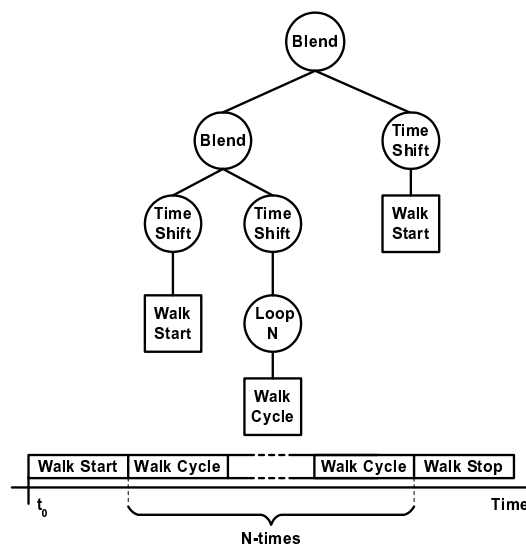 Blend
Blend
Time
Shift
Time
Shift
Time
Shift
Walk
Start
Walk
Start
Loop
N
Walk
Cycle
Walk Start
Walk Cycle
Walk Cycle
Walk Stop
t0
Time
N-times